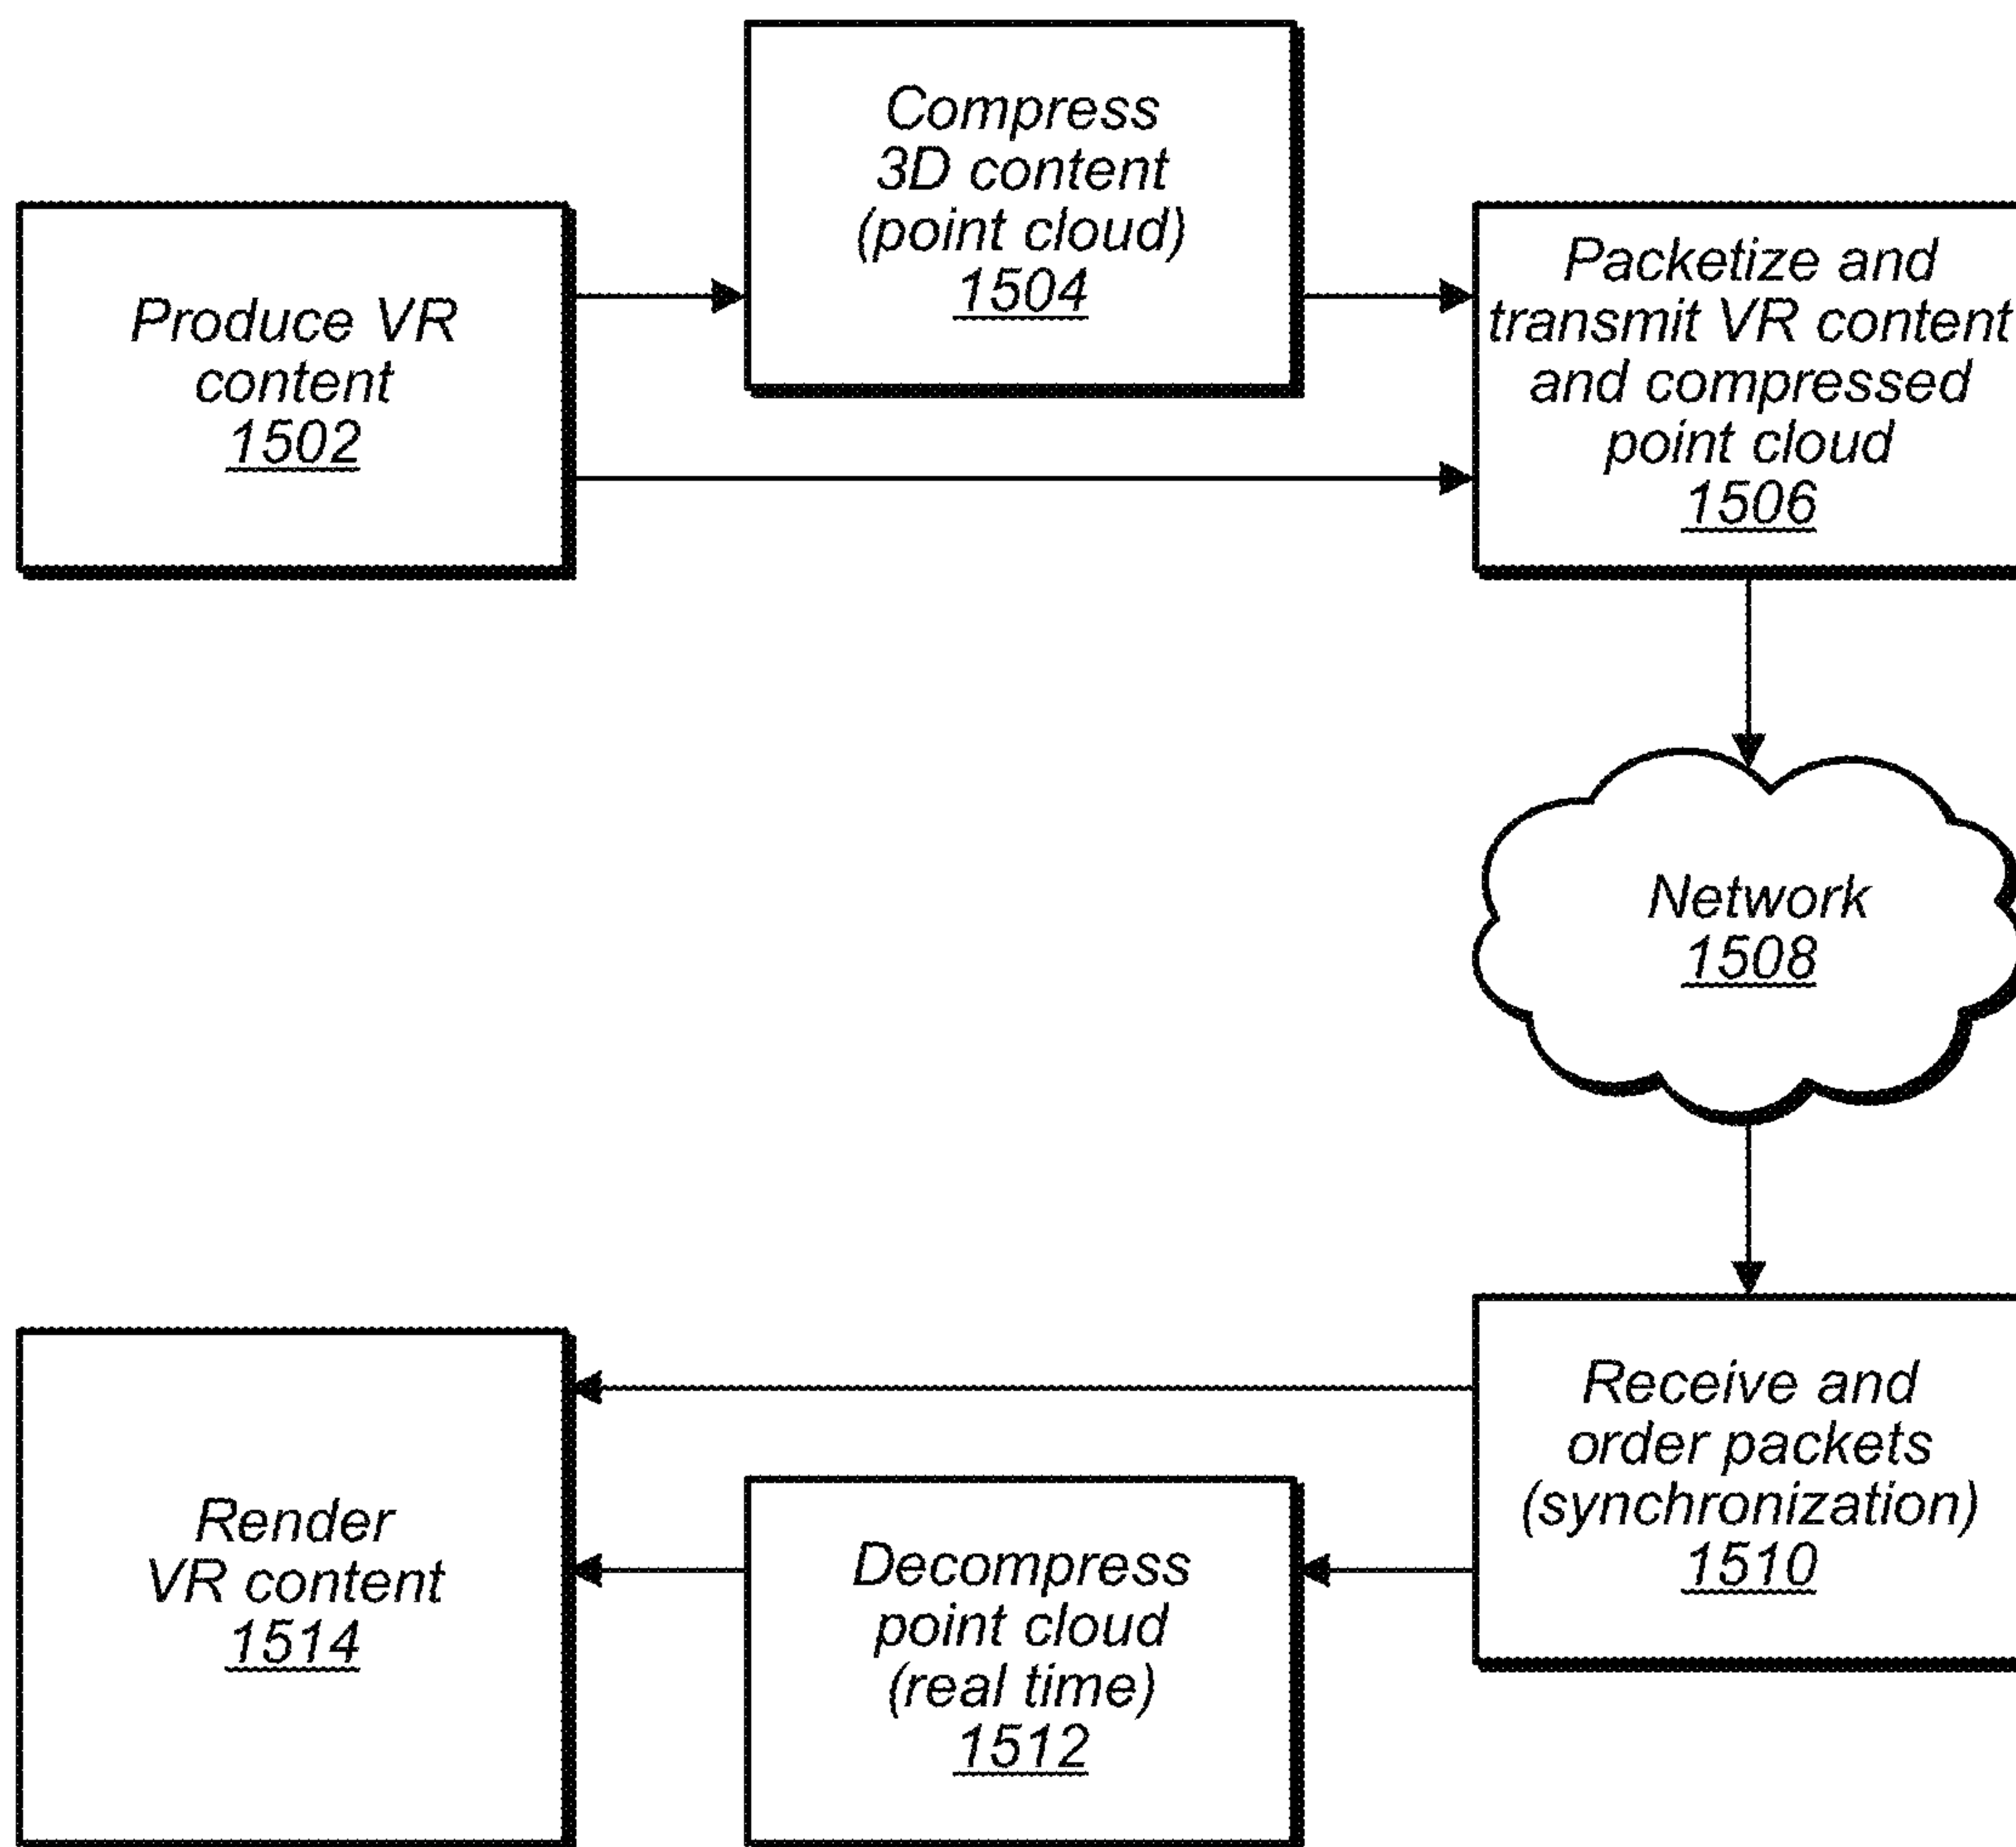 Produce VR
content
1502
Compress
3D content
(point cloud)
1504
Packetize and
transmit VR content
and compressed
point cloud
1506
Network
1508
Receive and
order packets
(synchronization)
1510
Decompress
point cloud
(real time)
1512
Render
VR content
1514